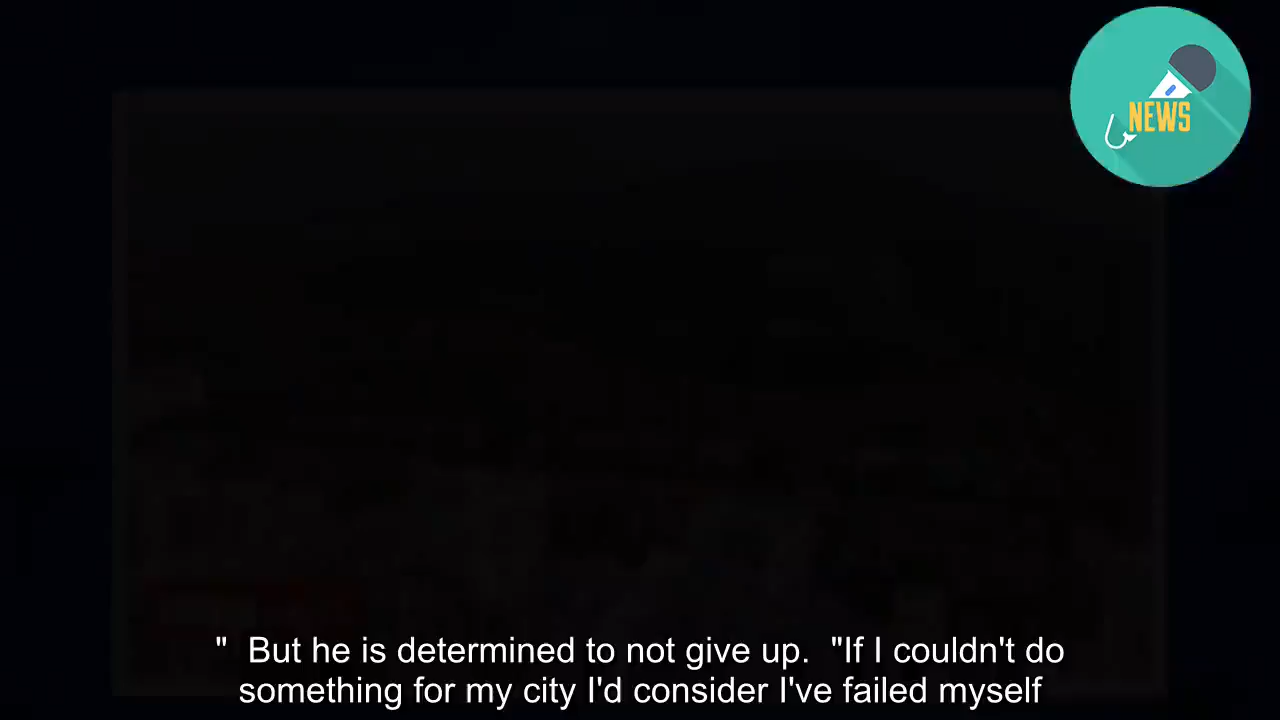 NEWS
"  But he is determined to not give up.  "If I couldn't do
something for my city I'd consider I've failed myself